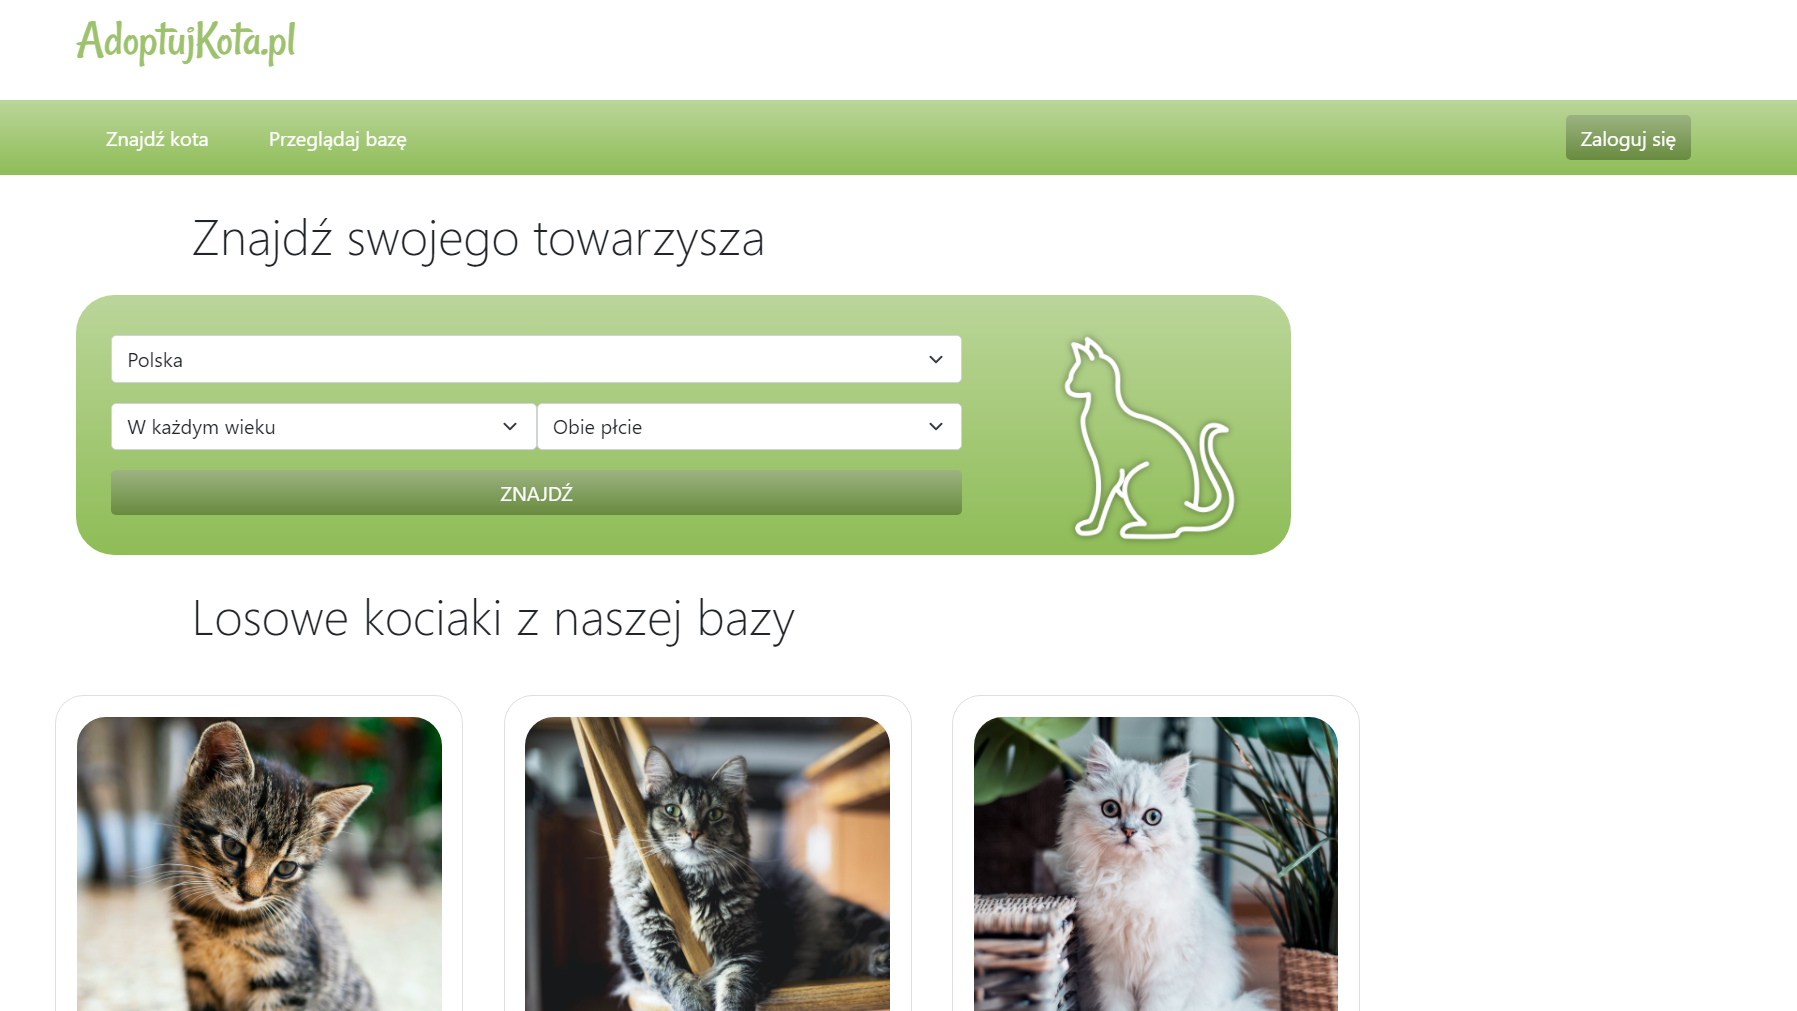 AdoptujKota.pl
Znajdź kota
Przeglądaj bazę
Zaloguj się
Znajdź swojego towarzysza
Polska
W każdym wieku
Obie płcie
ZNAJDŹ
Losowe kociaki z naszej bazy